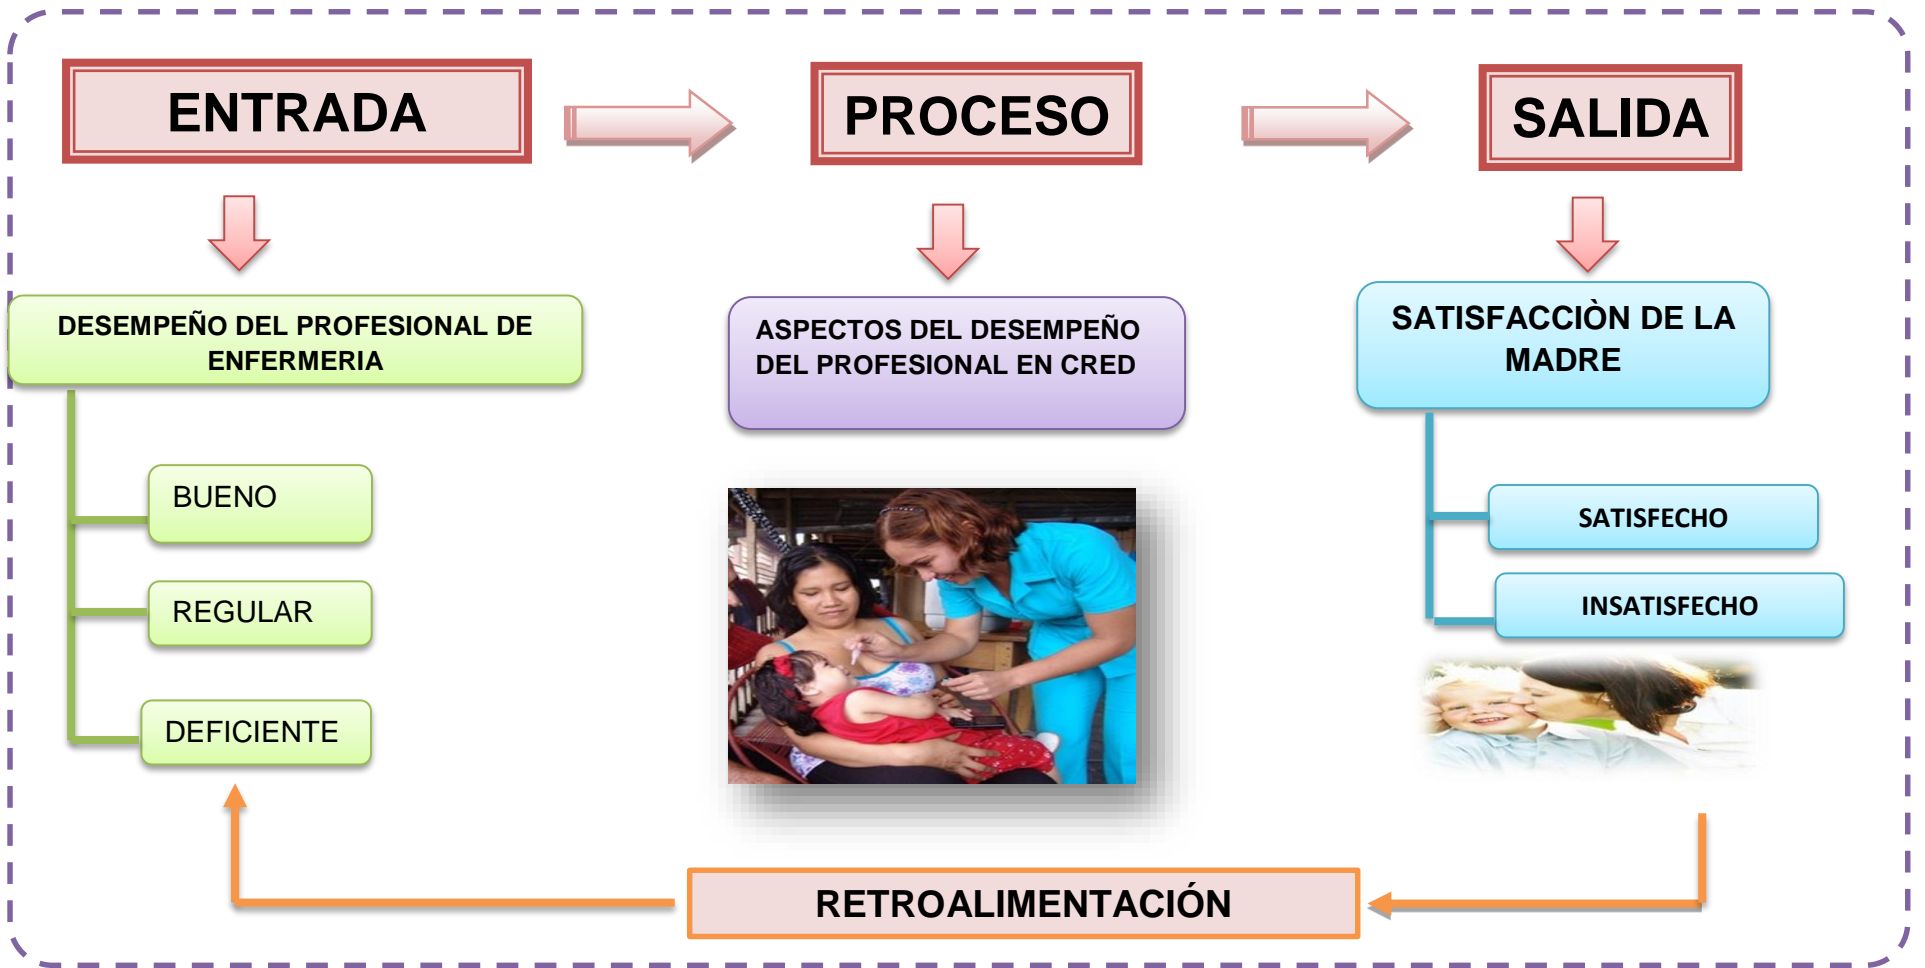 ENTRADA
PROCESO
SALIDA
DESEMPEÑO DEL PROFESIONAL DE
ENFERMERIA
BUENO
REGULAR
DEFICIENTE
ASPECTOS DEL DESEMPEÑO
DEL PROFESIONAL EN CRED
SATISFACCIÒN DE LA
MADRE
SATISFECHO
INSATISFECHO
RETROALIMENTACIÓN